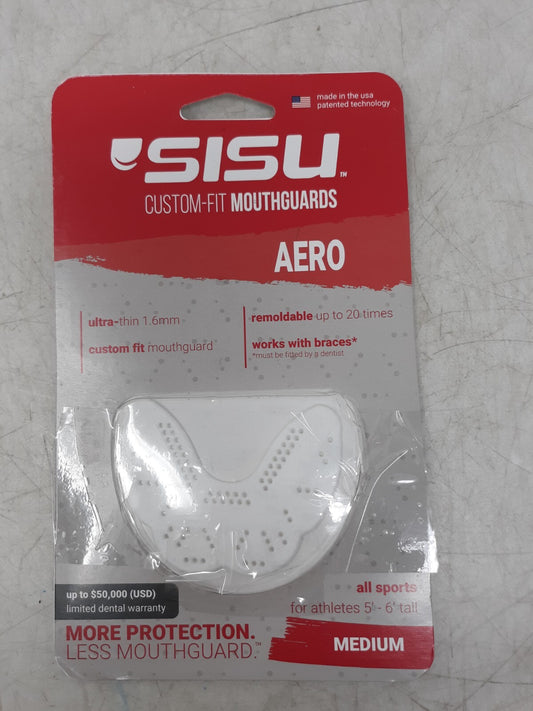 made in the usa
patented technology
SISU™
CUSTOM-FIT MOUTHGUARDS
AERO
ultra-thin 1.6mm
custom fit mouthguard
remoldable up to 20 times
works with braces*
*must be fitted by a dentist
up to $50,000 (USD)
limited dental warranty
MORE PROTECTION.
LESS MOUTHGUARD.™
all sports
for athletes 5' - 6' tall
MEDIUM